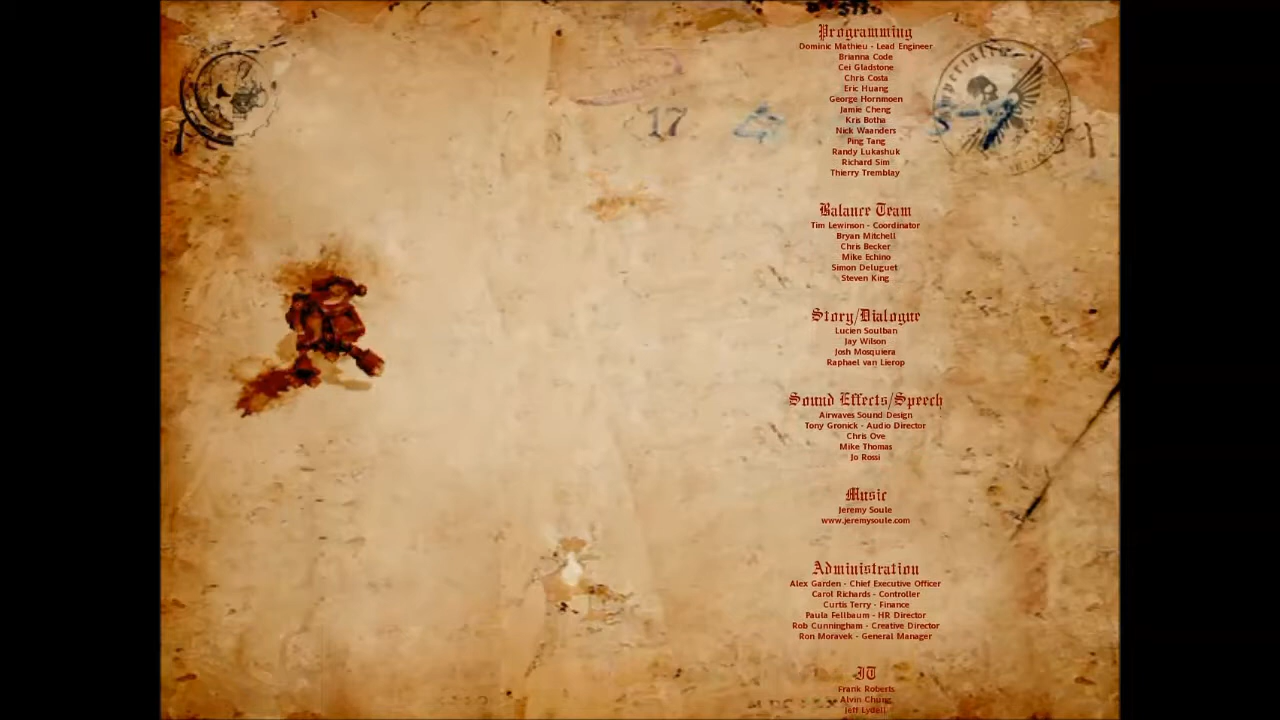 Programming
Dominic Mathieu - Lead Engineer
Brianna Code
Cei Gladstone
Chris Costa
Eric Huang
George Hornmoen
Jamie Cheng
Kris Botha
Nick Waanders
Ping Tang
Randy Lukashuk
Richard Sim
Thierry Tremblay
17
Balance Team
Tim Lewinson - Coordinator
Bryan Mitchell
Chris Becker
Mike Echino
Simon Deluguet
Steven King
Story/Dialogue
Lucien Soulban
Jay Wilson
Josh Mosquiera
Raphael van Lierop
Sound Effects/Speech
Airwaves Sound Design
Tony Gronick - Audio Director
Chris Ove
Mike Thomas
Jo Rossi
Music
Jeremy Soule
www.jeremysoule.com
Administration
Alex Garden - Chief Executive Officer
Carol Richards - Controller
Curtis Terry - Finance
Paula Fellbaum - HR Director
Rob Cunningham - Creative Director
Ron Moravek - General Manager
IT
Frank Roberts
Alvin Chung
Jeff Lydell